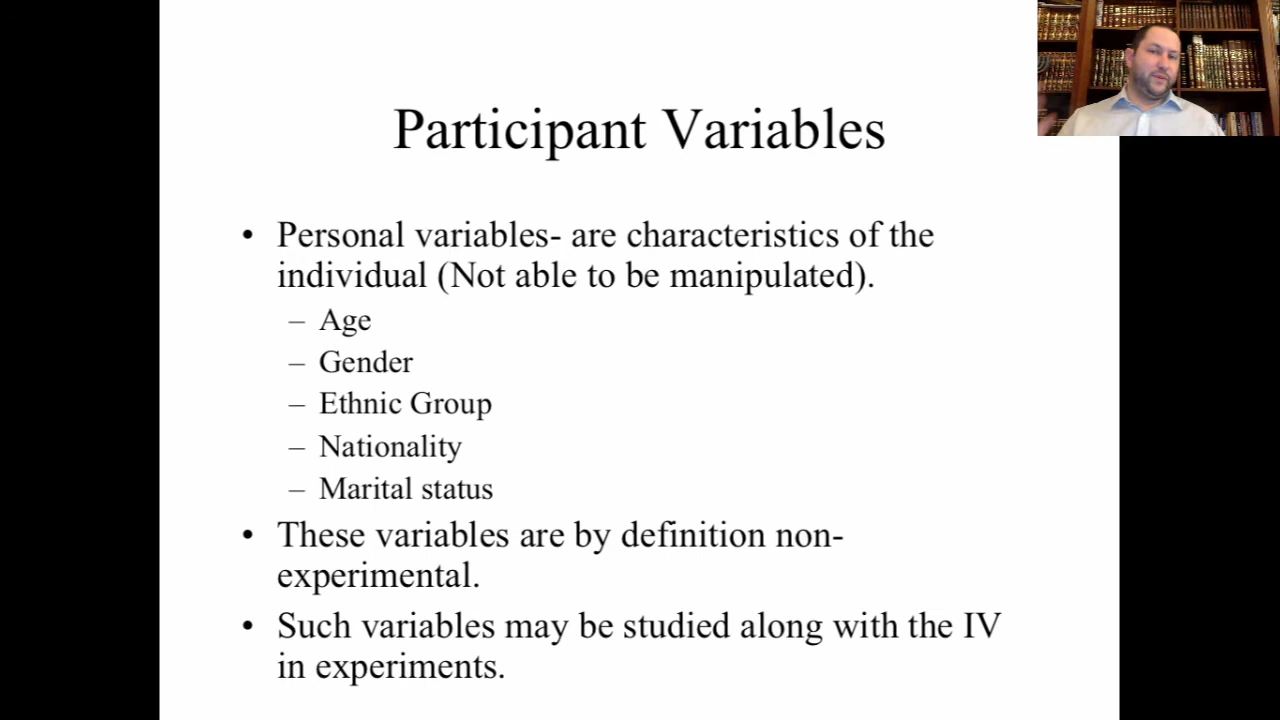 Participant Variables
• Personal variables- are characteristics of the
individual (Not able to be manipulated).
– Age
– Gender
– Ethnic Group
– Nationality
– Marital status
• These variables are by definition non-
experimental.
• Such variables may be studied along with the IV
in experiments.